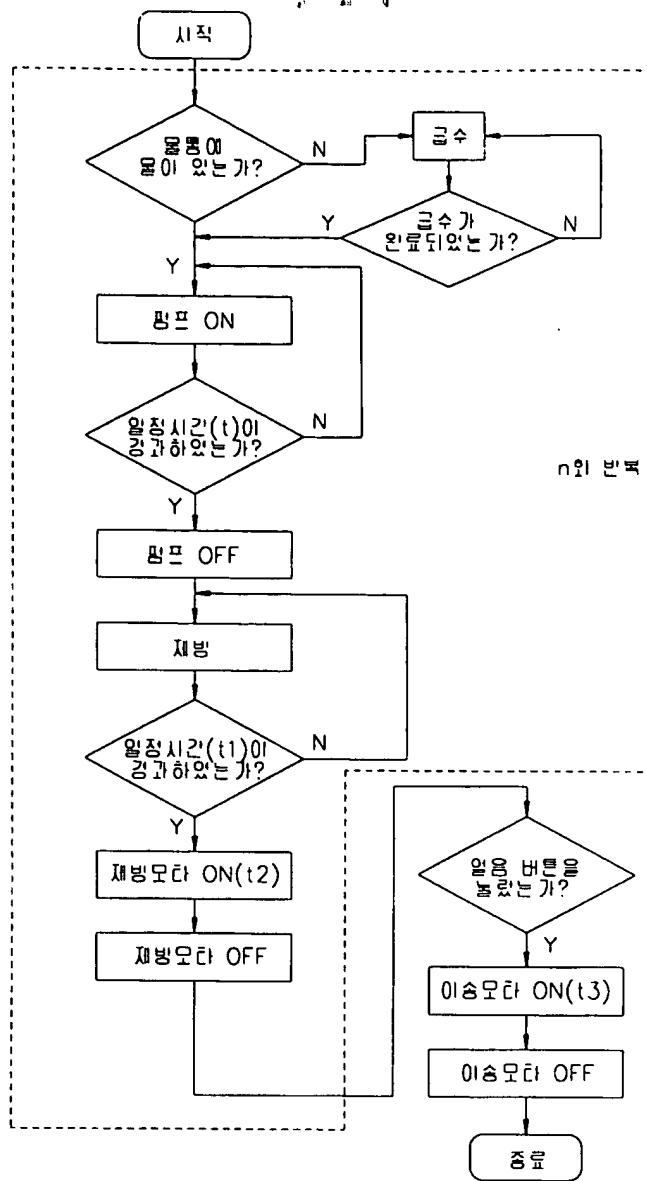 시작
물통에
물이 있는가?
N
급수
Y
급수가
완료되었는가?
N
Y
펌프 ON
일정시간(t)이
경과하였는가?
N
n회 반복
Y
펌프 OFF
제빙
일정시간(t1)이
경과하였는가?
N
Y
제빙모타 ON(t2)
얼음 버튼을
눌렀는가?
제빙모타 OFF
Y
이송모타 ON(t3)
이송모타 OFF
종료